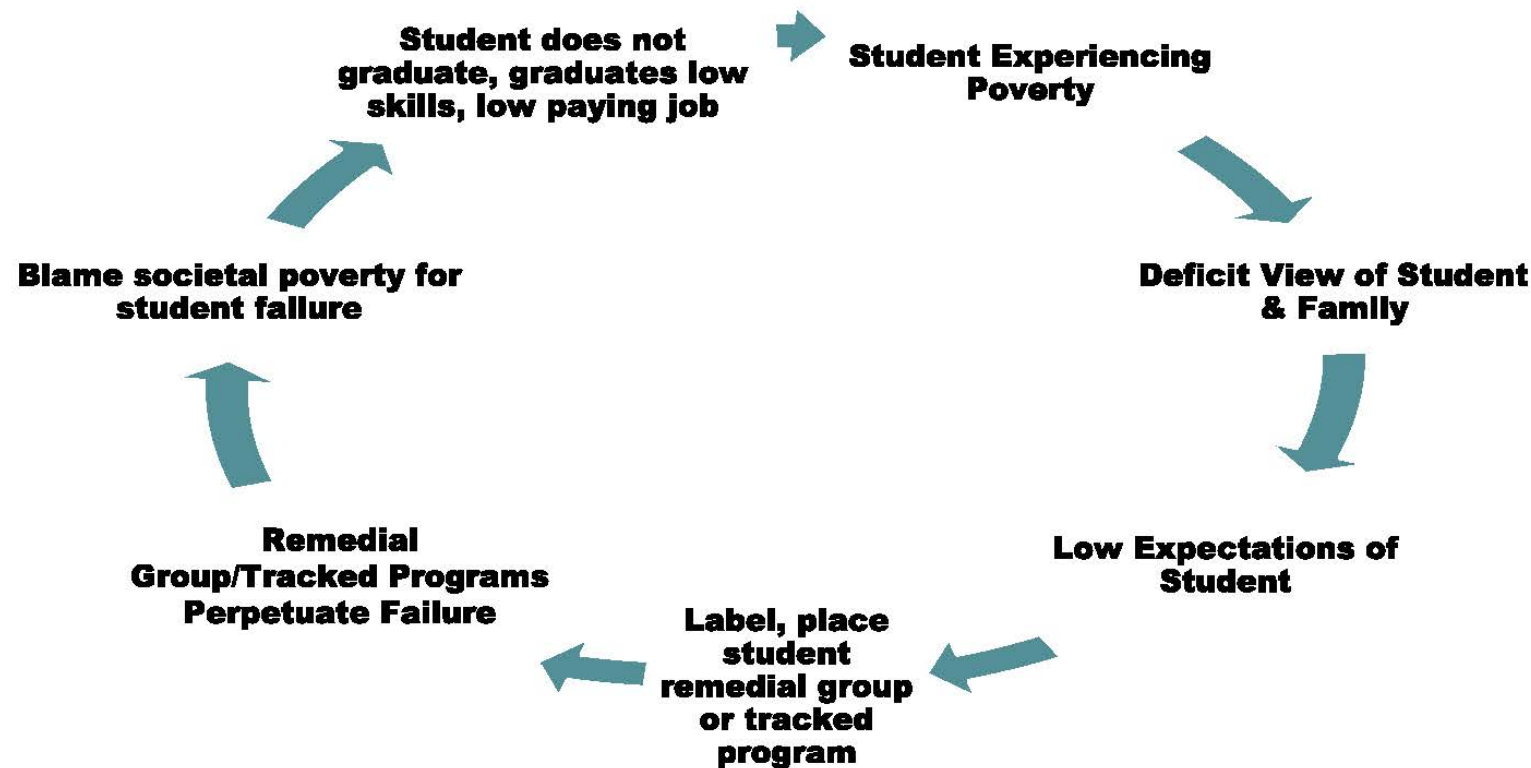 Student does not
graduate, graduates low
skills, low paying job
Student Experiencing
Poverty
Deficit View of Student
& Family
Low Expectations of
Student
Label, place
student
remedial group
or tracked
program
Remedial
Group/Tracked Programs
Perpetuate Failure
Blame societal poverty for
student failure